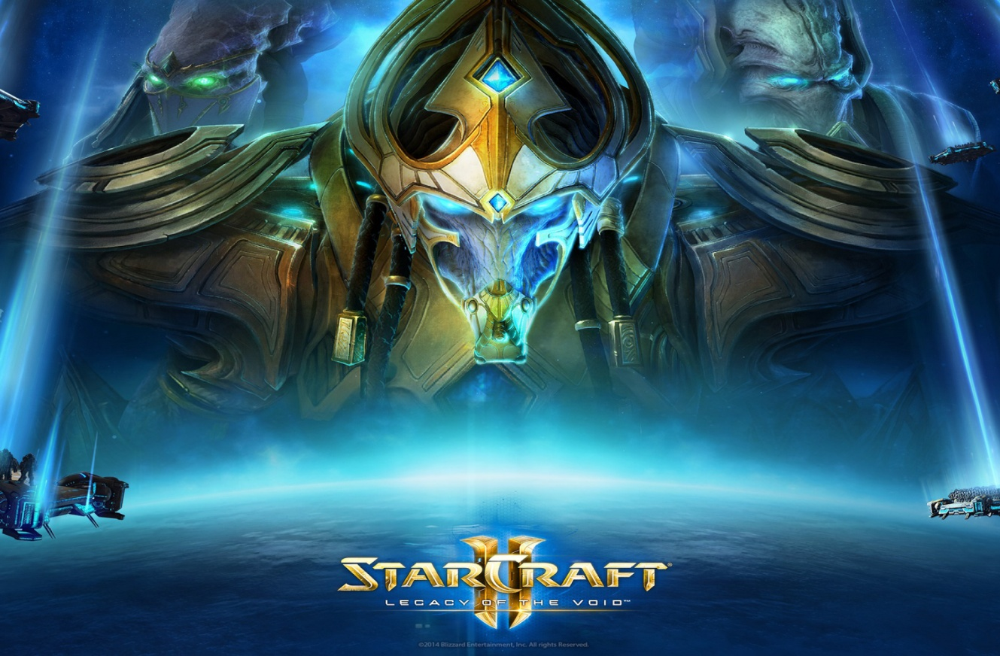 StarCraft®
II
LEGACY OF THE VOID™
©2014 Blizzard Entertainment, Inc. All rights Reserved.